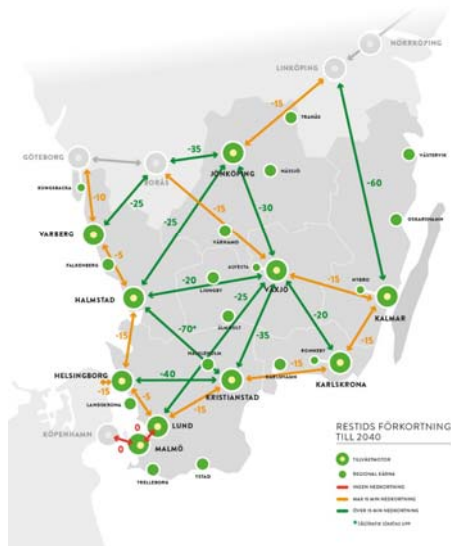 NORRKÖPING
LINKÖPING
-15
TRANÅS
-35
GÖTEBORG
BORÅS
JÖNKÖPING
VÄSTERVIK
NÄSSJÖ
KUNGSBACKA
-10
-25
-15
-60
-25
-30
OSKARSHAMN
VARBERG
VÄRNAMO
-5
FALKENBERG
ALVESTA
-20
VÄXJÖ
-15
LJUNGBY
-25
NYBRO
HALMSTAD
KALMAR
ÄLMHULT
-20
-70*
-35
-15
-15
HÄSSLEHOLM
RONNEBY
HELSINGBORG
-40
KARLSHAMN
-15
-15
KARLSKRONA
KRISTIANSTAD
-5
LANDSKRONA
-15
LUND
KÖPENHAMN
0
0
MALMÖ
TRELLEBORG
YSTAD
RESTIDS FÖRKORTNING
TILL 2040
TILLVÄXTMOTOR
REGIONAL KÄRNA
INGEN NEDKORTNING
MAX 15 MIN NEDKORTNING
ÖVER 15 MIN NEDKORTNING